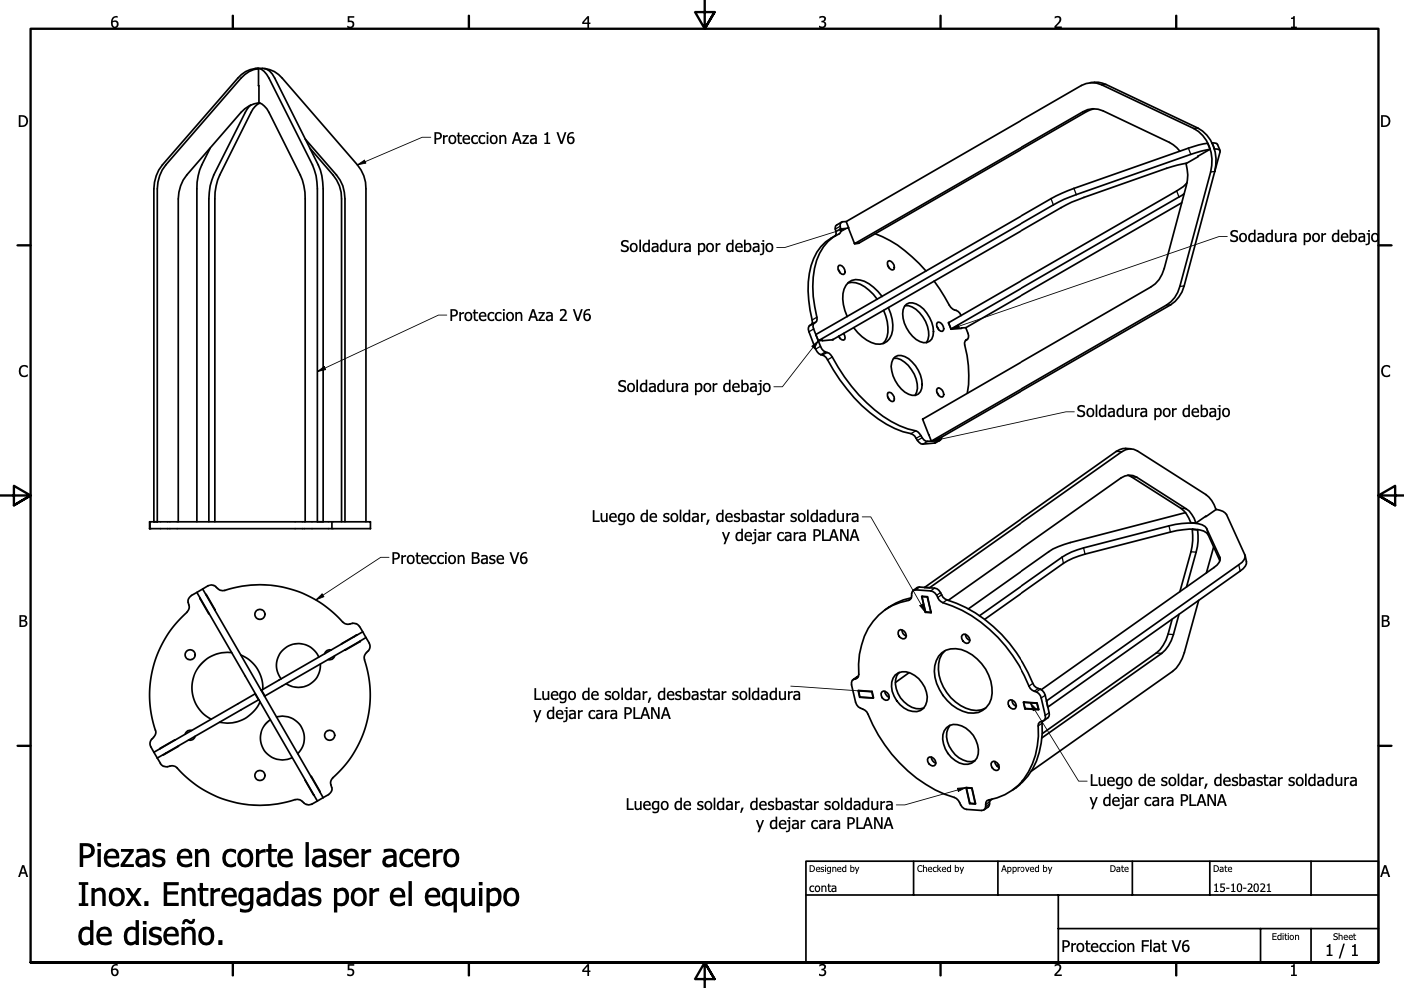 6 5 4 3 2 1
D D
Proteccion Aza 1 V6
Soldadura por debajo
Sodadura por debajo
Proteccion Aza 2 V6
C C
Soldadura por debajo
Soldadura por debajo
Luego de soldar, desbastar soldadura
y dejar cara PLANA
Proteccion Base V6
B B
Luego de soldar, desbastar soldadura
y dejar cara PLANA
Luego de soldar, desbastar soldadura
y dejar cara PLANA
Luego de soldar, desbastar soldadura
y dejar cara PLANA
Piezas en corte laser acero
Inox. Entregadas por el equipo
de diseño.
A A
Designed by Checked by Approved by Date Date
conta 15-10-2021
Proteccion Flat V6
Edition Sheet
1 / 1
6 5 4 3 2 1